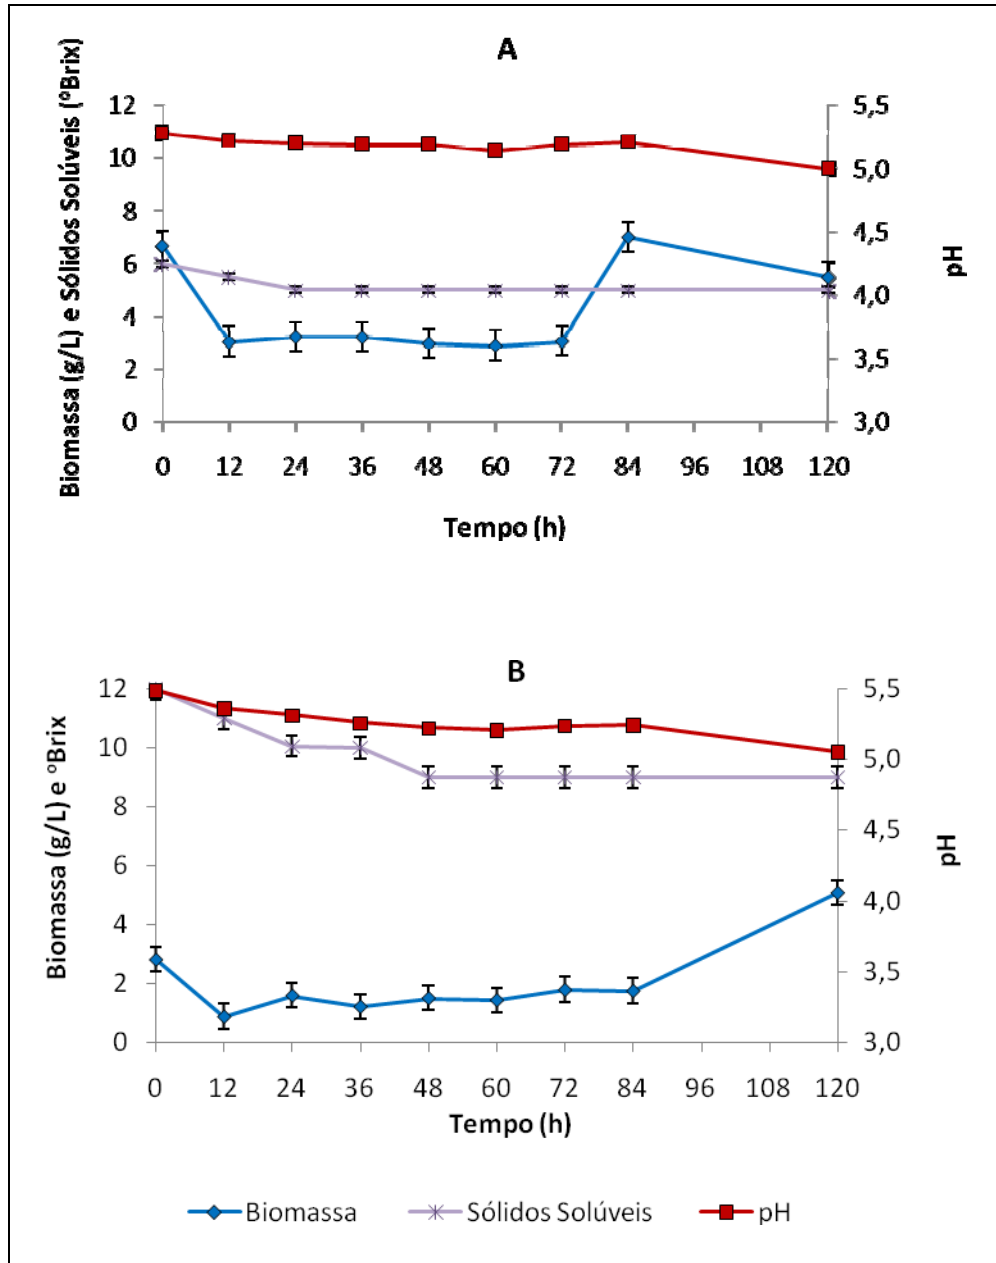 A
Biomassa (g/L) e Sólidos Solúveis (ºBrix)
12
10
8
6
4
2
0
5,5
5,0
4,5
4,0
3,5
3,0
pH
0 12 24 36 48 60 72 84 96 108 120
Tempo (h)
B
Biomassa (g/L) e ºBrix
12
10
8
6
4
2
0
5,5
5,0
4,5
4,0
3,5
3,0
pH
0 12 24 36 48 60 72 84 96 108 120
Tempo (h)
Biomassa Sólidos Solúveis pH